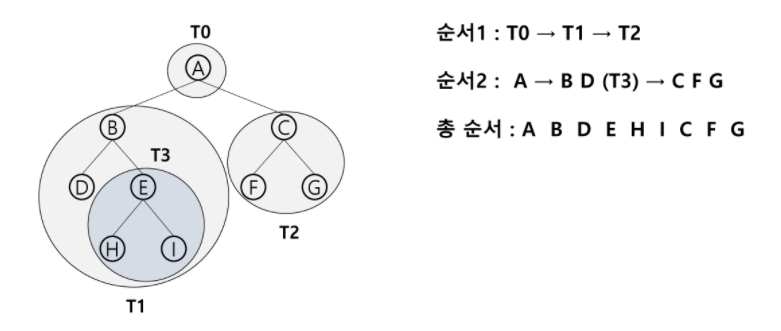 T0
A
B
C
T3
D
E
F
G
H
I
T2
T1
순서1 : T0 → T1 → T2
순서2 : A → B D (T3) → C F G
총 순서 : A B D E H I C F G